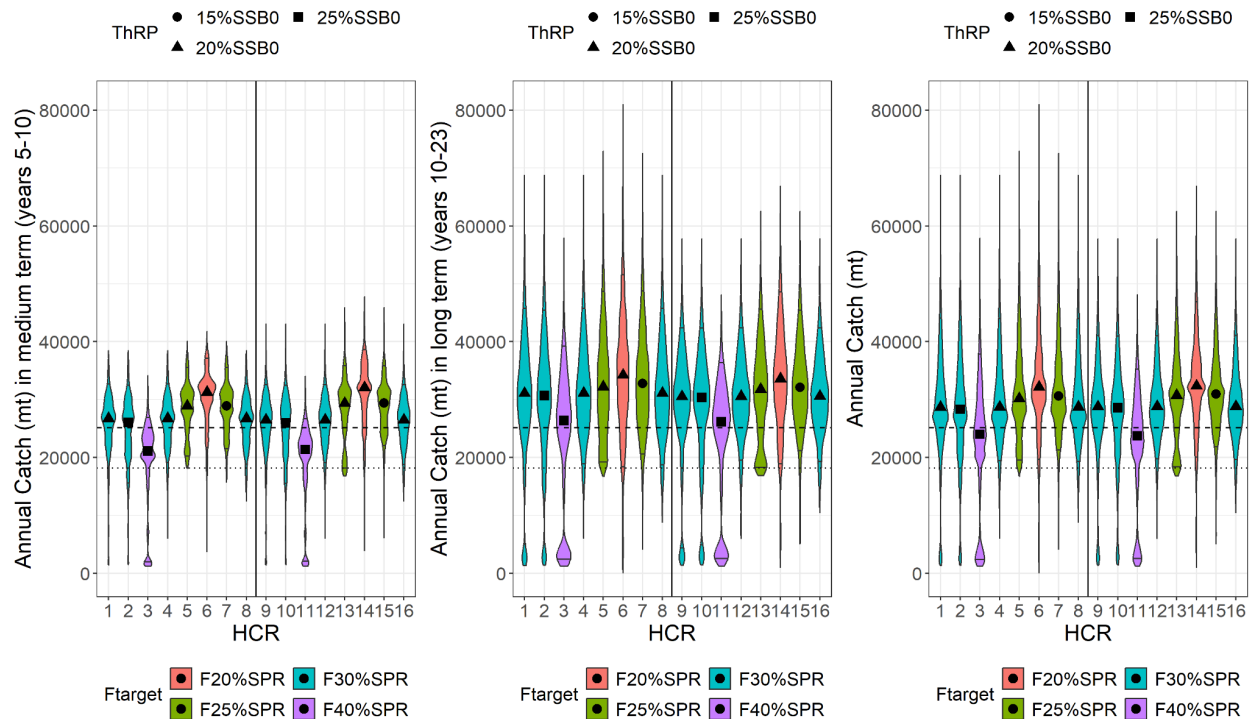 ThRP
15%SSB0
25%SSB0
20%SSB0
Annual Catch (mt) in medium term (years 5-10)
80000
60000
40000
20000
0
1 2 3 4 5 6 7 8 9 10 11 12 13 14 15 16
HCR
Ftarget
F20%SPR
F30%SPR
F25%SPR
F40%SPR
ThRP
15%SSB0
25%SSB0
20%SSB0
Annual Catch (mt) in long term (years 10-23)
80000
60000
40000
20000
0
1 2 3 4 5 6 7 8 9 10 11 12 13 14 15 16
HCR
Ftarget
F20%SPR
F30%SPR
F25%SPR
F40%SPR
ThRP
15%SSB0
25%SSB0
20%SSB0
Annual Catch (mt)
80000
60000
40000
20000
0
1 2 3 4 5 6 7 8 9 10 11 12 13 14 15 16
HCR
Ftarget
F20%SPR
F30%SPR
F25%SPR
F40%SPR